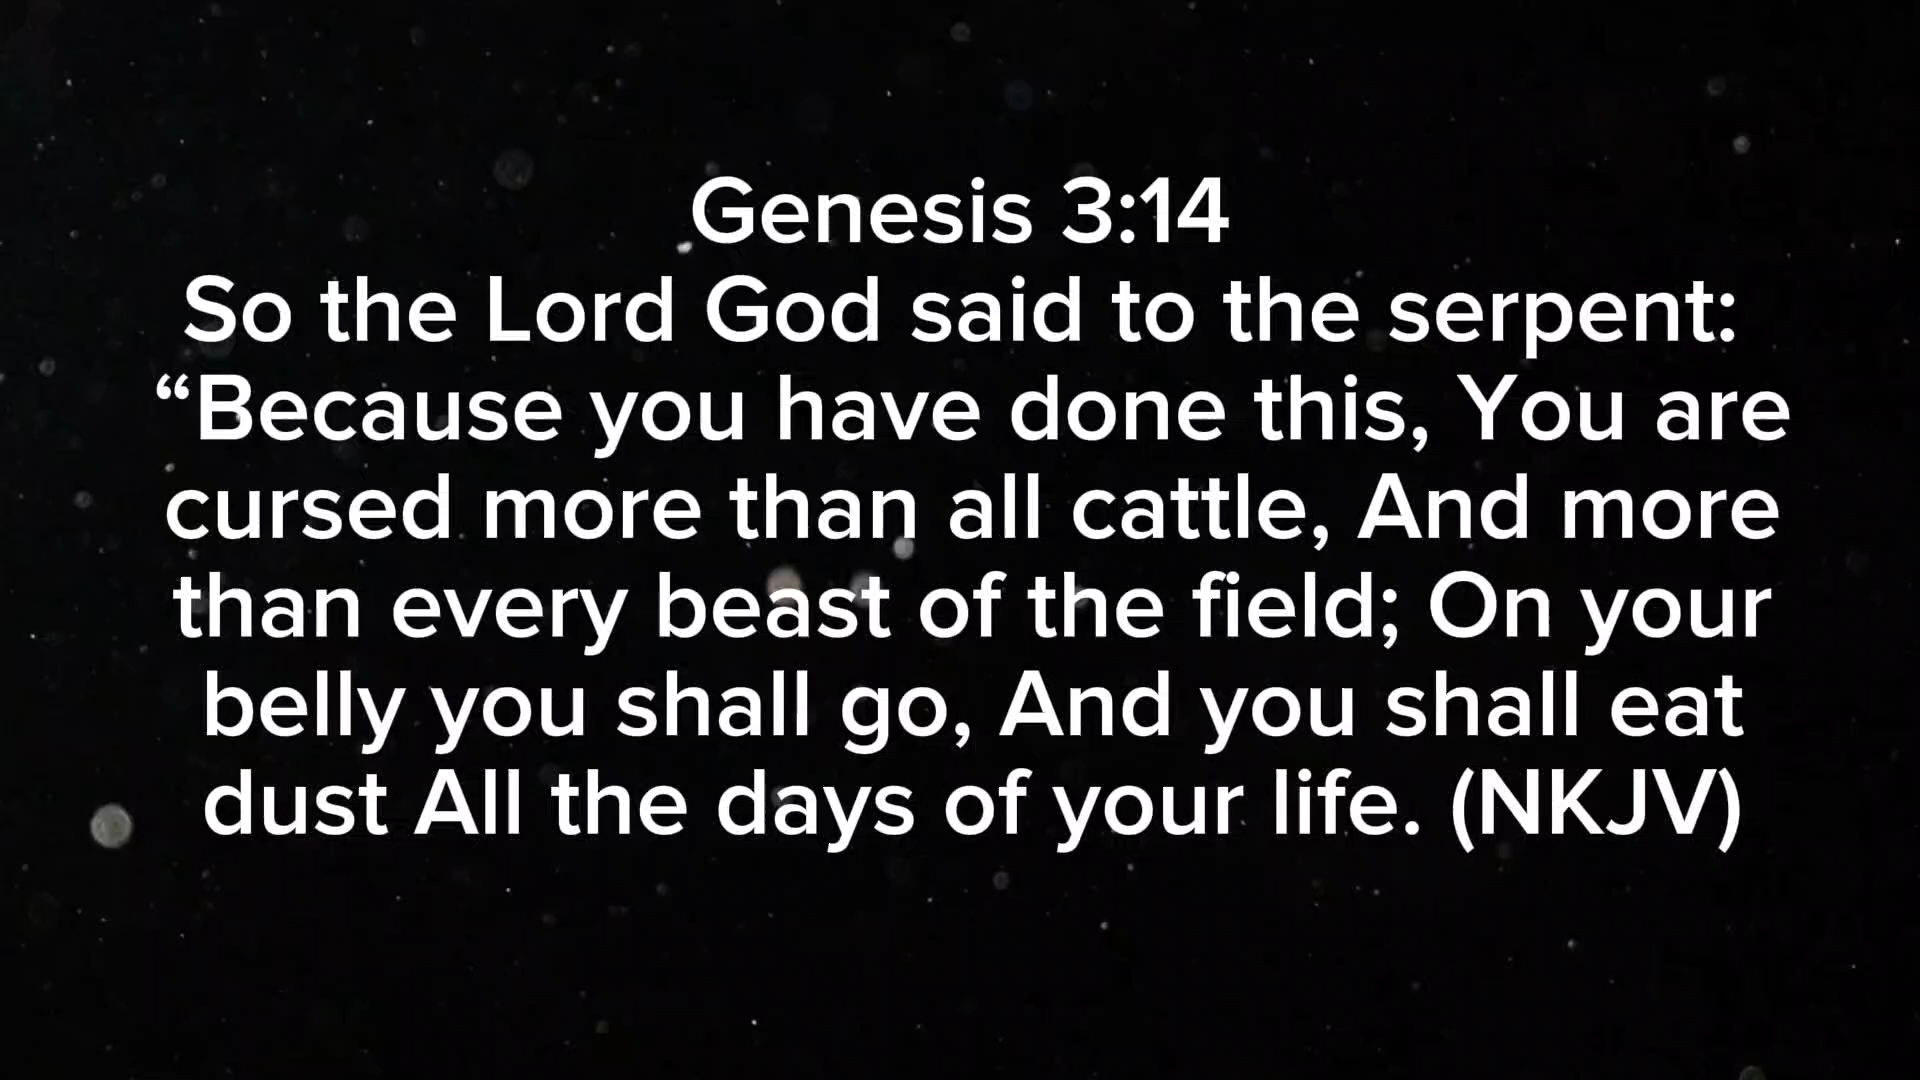 Genesis 3:14
So the Lord God said to the serpent:
“Because you have done this, You are
cursed more than all cattle, And more
than every beast of the field; On your
belly you shall go, And you shall eat
dust All the days of your life. (NKJV)